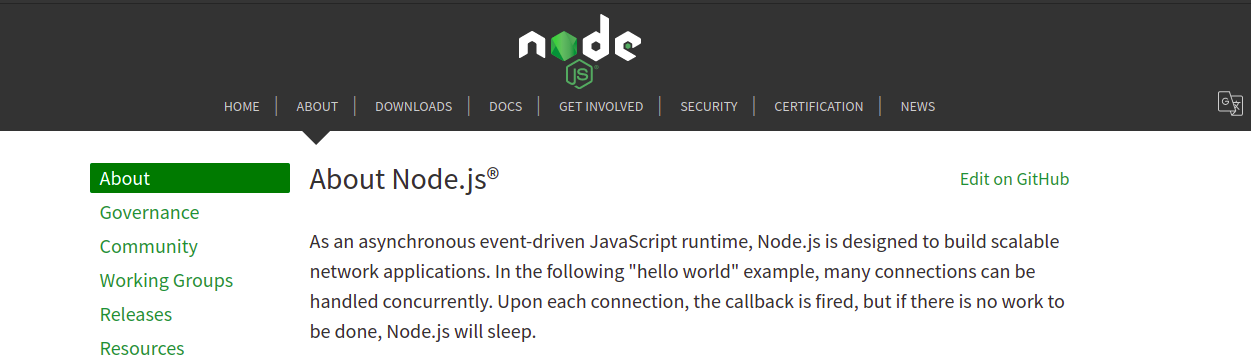 node
JS
HOME | ABOUT | DOWNLOADS | DOCS | GET INVOLVED | SECURITY | CERTIFICATION | NEWS
About
Governance
Community
Working Groups
Releases
Resources
About Node.js®
Edit on GitHub
As an asynchronous event-driven JavaScript runtime, Node.js is designed to build scalable
network applications. In the following "hello world" example, many connections can be
handled concurrently. Upon each connection, the callback is fired, but if there is no work to
be done, Node.js will sleep.